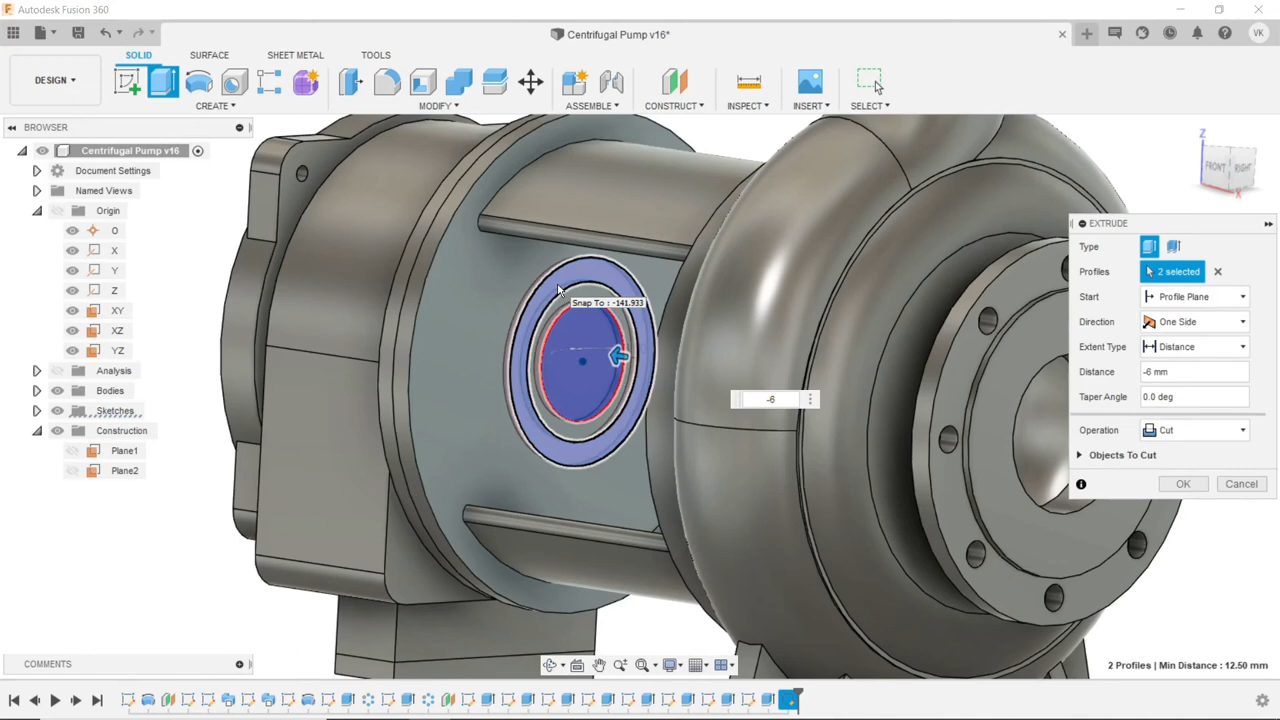 Autodesk Fusion 360
Centrifugal Pump v16*
VK
DESIGN
SOLID
SURFACE
SHEET METAL
TOOLS
CREATE
MODIFY
ASSEMBLE
CONSTRUCT
INSPECT
INSERT
SELECT
BROWSER
Centrifugal Pump v16
Document Settings
Named Views
Origin
O
X
Y
Z
XY
XZ
YZ
Analysis
Bodies
Sketches
Construction
Plane1
Plane2
Snap To : -141.933
-6
Z
FRONT
RIGHT
X
EXTRUDE
Type
Profiles
2 selected
Start
Profile Plane
Direction
One Side
Extent Type
Distance
Distance
-6 mm
Taper Angle
0.0 deg
Operation
Cut
Objects To Cut
OK
Cancel
COMMENTS
2 Profiles | Min Distance : 12.50 mm